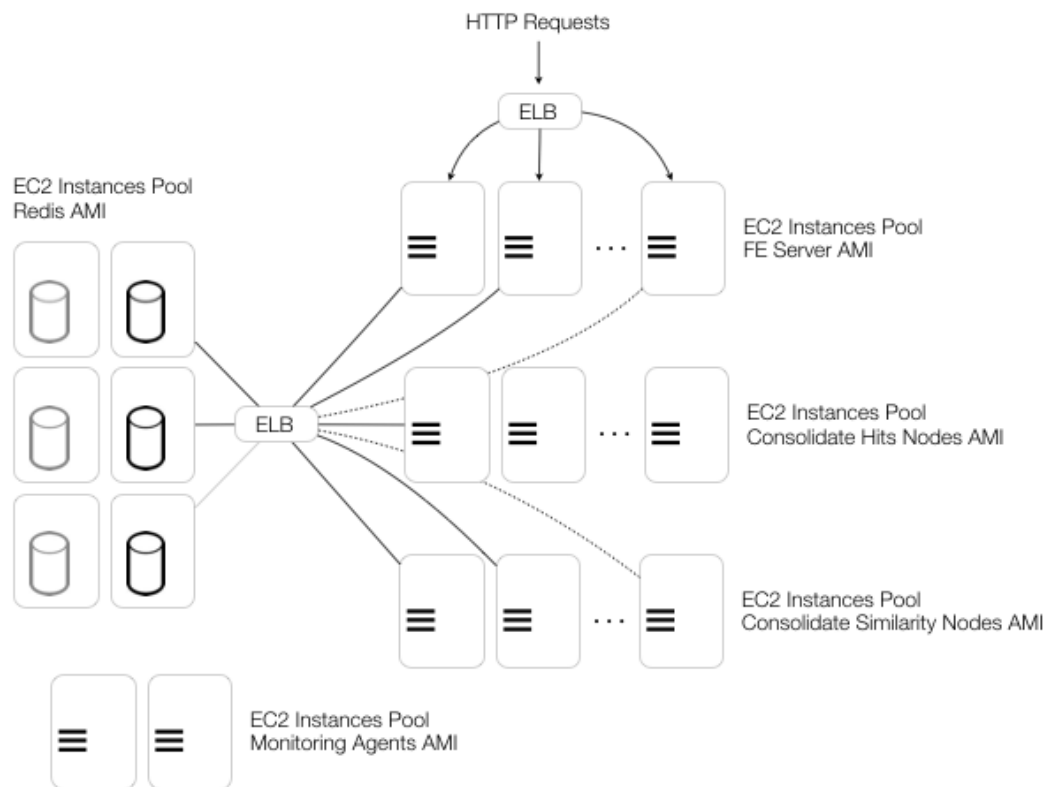 HTTP Requests
ELB
EC2 Instances Pool
Redis AMI
EC2 Instances Pool
FE Server AMI
...
ELB
EC2 Instances Pool
Consolidate Hits Nodes AMI
...
EC2 Instances Pool
Consolidate Similarity Nodes AMI
...
EC2 Instances Pool
Monitoring Agents AMI